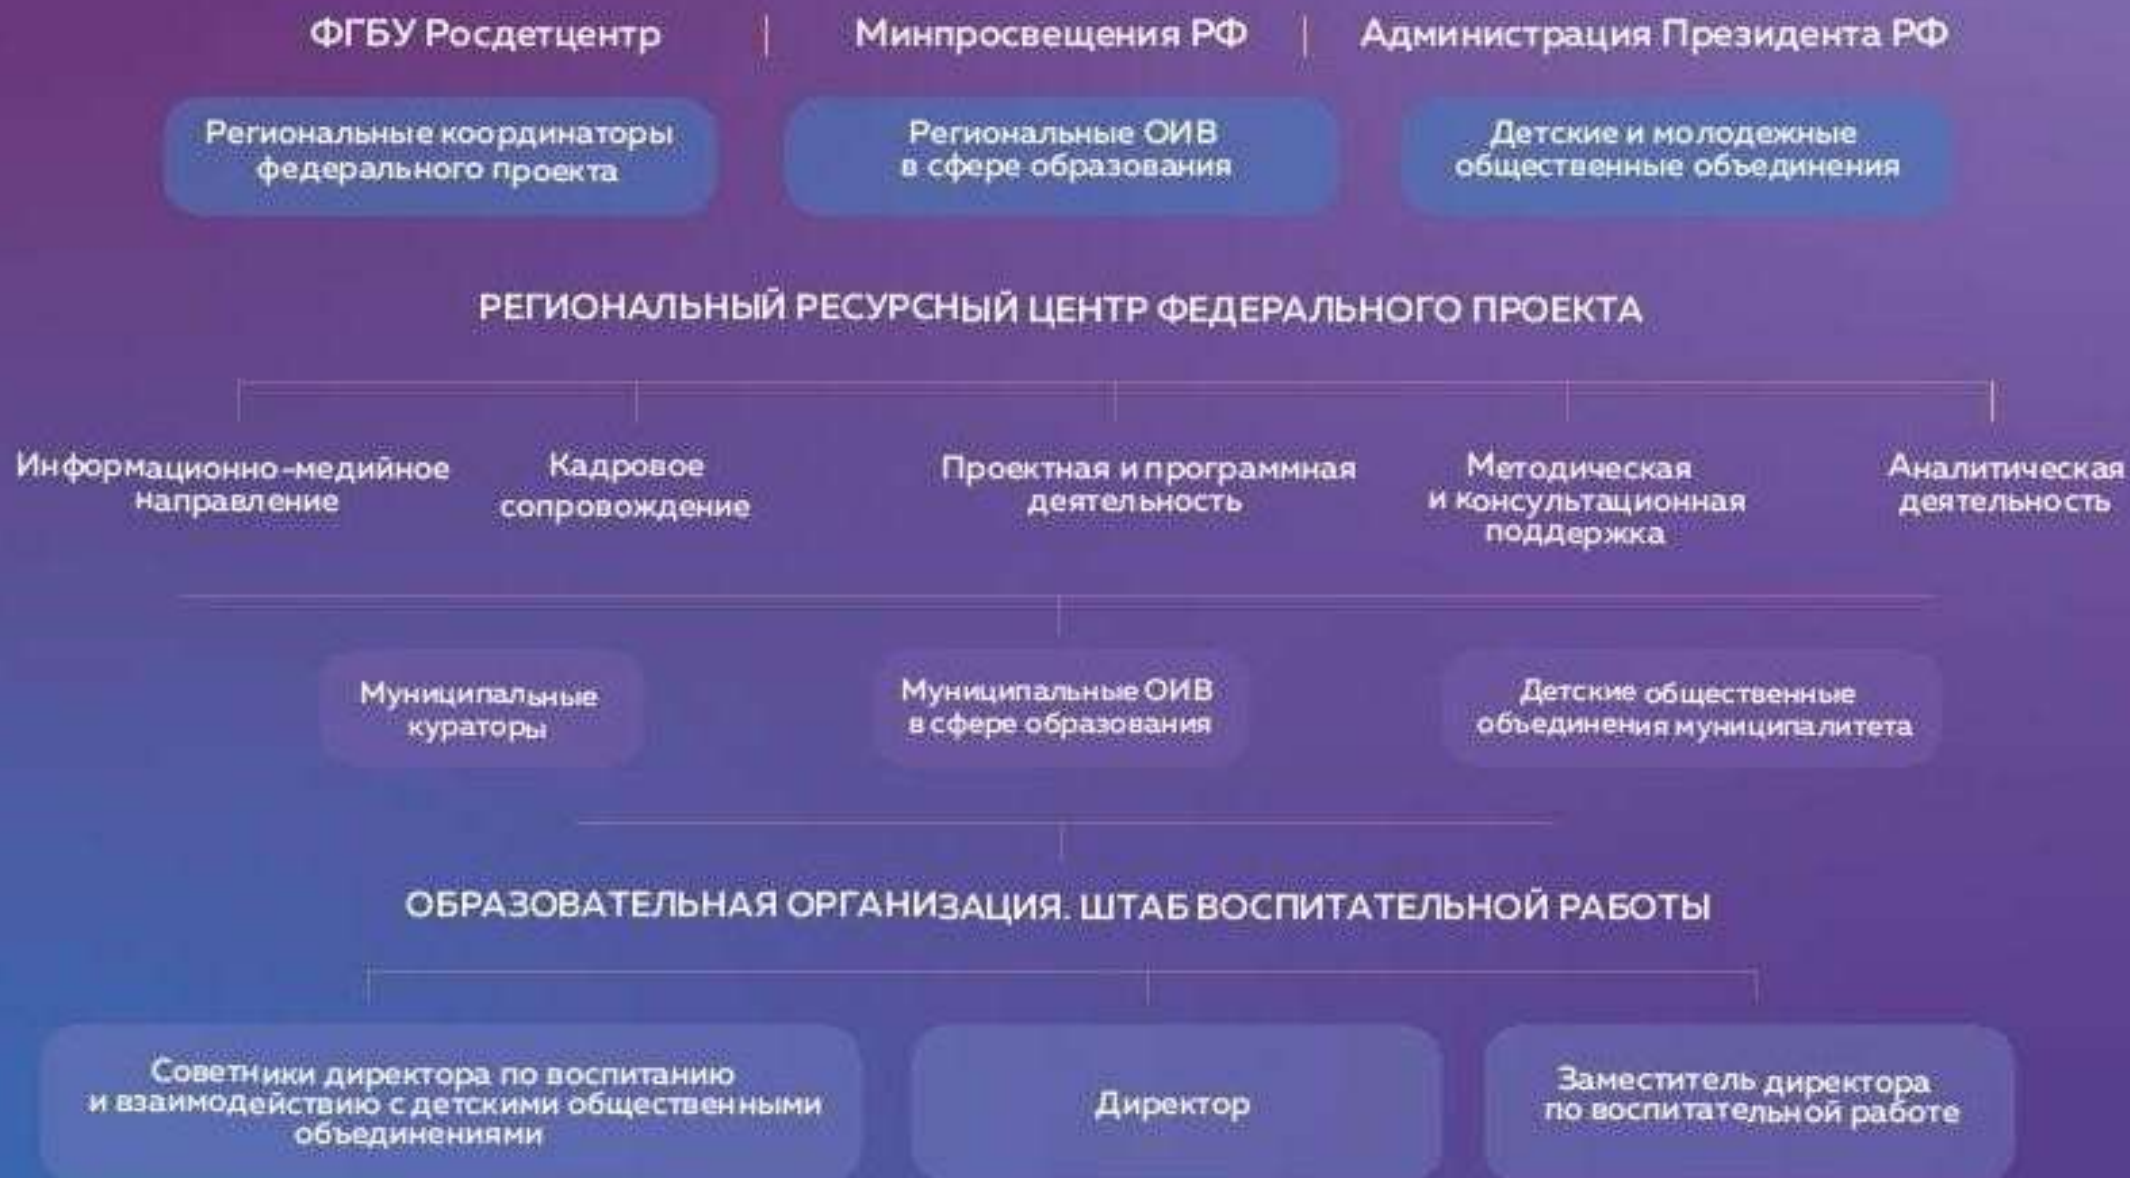 ФГБУ Росдетцентр | Минпросвещения РФ | Администрация Президента РФ
Региональные координаторы
федерального проекта
Региональные ОИВ
в сфере образования
Детские и молодежные
общественные объединения
РЕГИОНАЛЬНЫЙ РЕСУРСНЫЙ ЦЕНТР ФЕДЕРАЛЬНОГО ПРОЕКТА
Информационно-медийное
направление
Кадровое
сопровождение
Проектная и программная
деятельность
Методическая
и консультационная
поддержка
Аналитическая
деятельность
Муниципальные
кураторы
Муниципальные ОИВ
в сфере образования
Детские общественные
объединения муниципалитета
ОБРАЗОВАТЕЛЬНАЯ ОРГАНИЗАЦИЯ. ШТАБ ВОСПИТАТЕЛЬНОЙ РАБОТЫ
Советники директора по воспитанию
и взаимодействию с детскими общественными
объединениями
Директор
Заместитель директора
по воспитательной работе